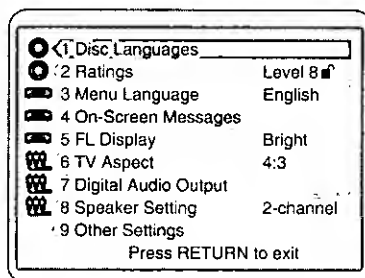 1 Disc Languages
2 Ratings Level 8
3 Menu Language English
4 On-Screen Messages
5 FL Display Bright
6 TV Aspect 4:3
7 Digital Audio Output
8 Speaker Setting 2-channel
9 Other Settings
Press RETURN to exit